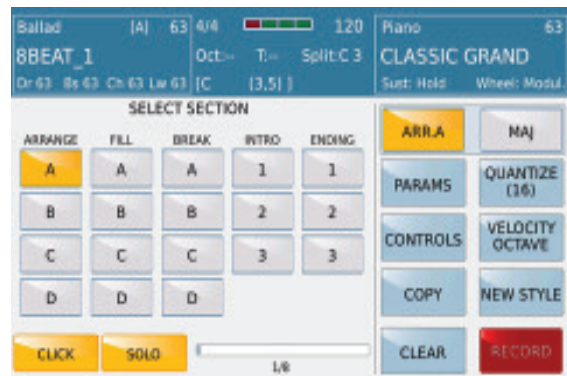 Ballad (A) 63 4/4 120 Piano 63
8BEAT_1 Oct:-- T:-- Split:C 3 CLASSIC GRAND
Dr 63 Bs 63 Ch 63 Lw 63 [C (3,5) ] Sust: Hold Wheel: Modul.
SELECT SECTION
ARRANGE FILL BREAK INTRO ENDING
A A A 1 1
B B B 2 2
C C C 3 3
D D D
CLICK SOLO 1/8
ARR.A MAJ
PARAMS QUANTIZE
(16)
CONTROLS VELOCITY
OCTAVE
COPY NEW STYLE
CLEAR RECORD